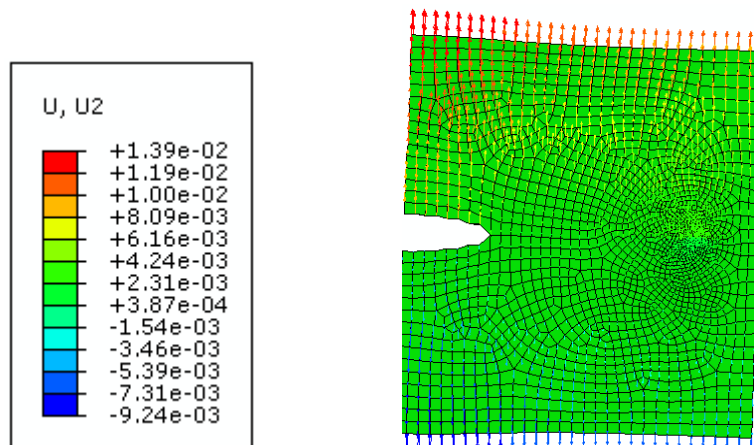 U, U2
+1.39e-02
+1.19e-02
+1.00e-02
+8.09e-03
+6.16e-03
+4.24e-03
+2.31e-03
+3.87e-04
-1.54e-03
-3.46e-03
-5.39e-03
-7.31e-03
-9.24e-03